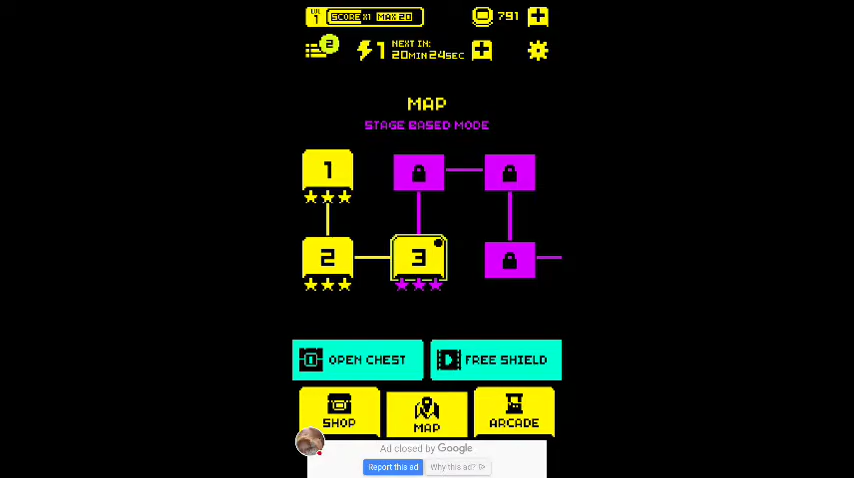 LVL 1 SCORE X1 MAX 20
791
2
1 NEXT IN: 20MIN 24SEC
MAP
STAGE BASED MODE
1
2 3
OPEN CHEST FREE SHIELD
SHOP MAP ARCADE
Ad closed by Google
Report this ad Why this ad?